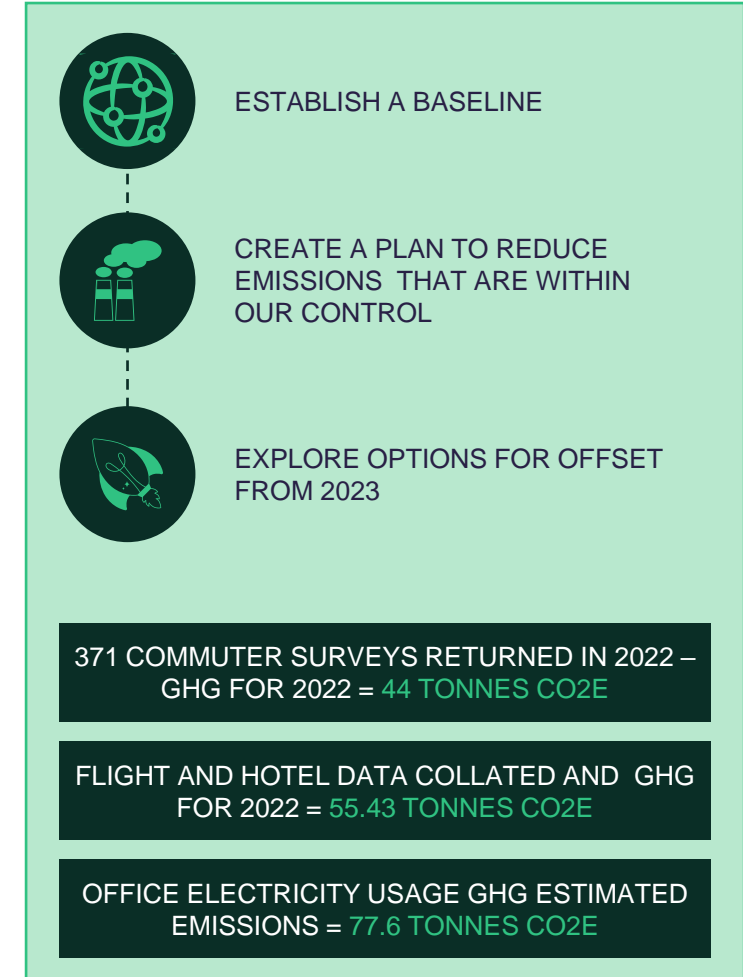 ESTABLISH A BASELINE
CREATE A PLAN TO REDUCE
EMISSIONS THAT ARE WITHIN
OUR CONTROL
EXPLORE OPTIONS FOR OFFSET
FROM 2023
371 COMMUTER SURVEYS RETURNED IN 2022 –
GHG FOR 2022 = 44 TONNES CO2E
FLIGHT AND HOTEL DATA COLLATED AND GHG
FOR 2022 = 55.43 TONNES CO2E
OFFICE ELECTRICITY USAGE GHG ESTIMATED
EMISSIONS = 77.6 TONNES CO2E